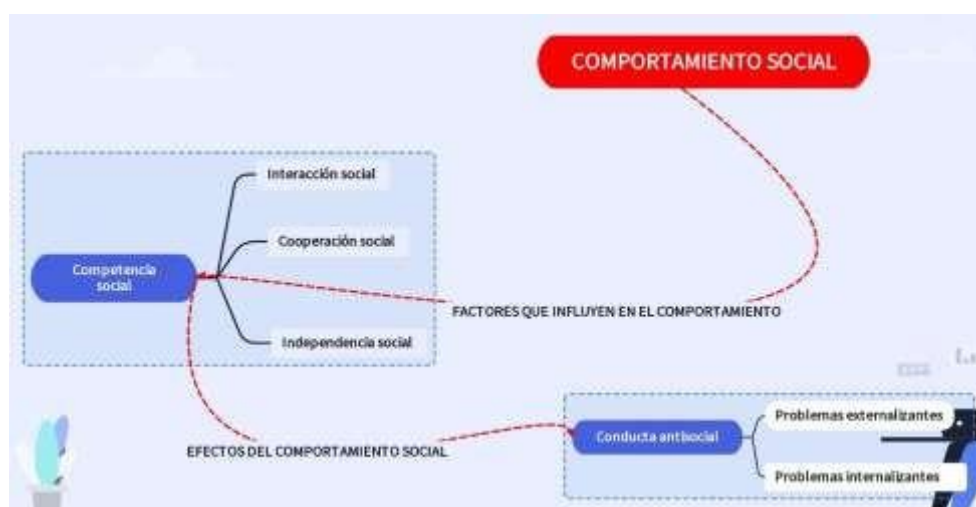 COMPORTAMIENTO SOCIAL
Interacción social
Cooperación social
Competencia
social
FACTORES QUE INFLUYEN EN EL COMPORTAMIENTO
Independencia social
Problemas externalizantes
Conducta antisocial
EFECTOS DEL COMPORTAMIENTO SOCIAL
Problemas internalizantes